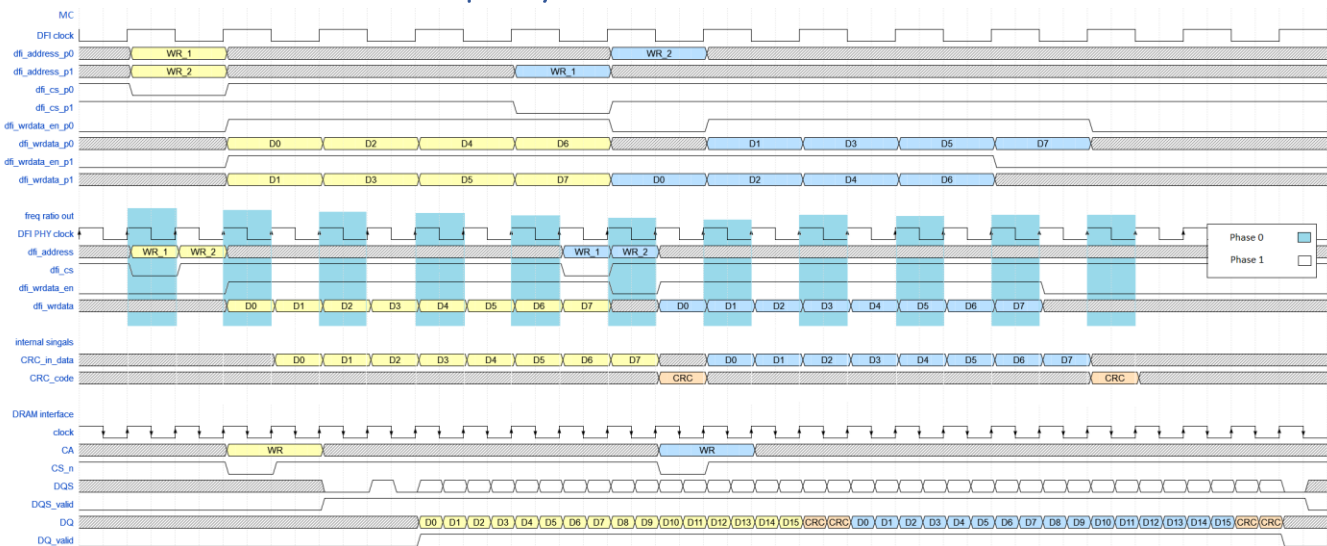 MC
DFI clock
dfi_address_p0 WR_1 WR_2
dfi_address_p1 WR_2 WR_1
dfi_cs_p0
dfi_cs_p1
dfi_wrdata_en_p0
dfi_wrdata_p0 D0 D2 D4 D6 D1 D3 D5 D7
dfi_wrdata_en_p1
dfi_wrdata_p1 D1 D3 D5 D7 D0 D2 D4 D6
freq ratio out
DFI PHY clock
Phase 0
Phase 1
dfi_address WR_1 WR_2 WR_1 WR_2
dfi_cs
dfi_wrdata_en
dfi_wrdata D0 D1 D2 D3 D4 D5 D6 D7 D0 D1 D2 D3 D4 D5 D6 D7
internal singals
CRC_in_data D0 D1 D2 D3 D4 D5 D6 D7 D0 D1 D2 D3 D4 D5 D6 D7
CRC_code CRC CRC
DRAM interface
clock
CA WR WR
CS_n
DQS
DQS_valid
DQ D0 D1 D2 D3 D4 D5 D6 D7 D8 D9 D10 D11 D12 D13 D14 D15 CRC CRC D0 D1 D2 D3 D4 D5 D6 D7 D8 D9 D10 D11 D12 D13 D14 D15 CRC CRC
DQ_valid